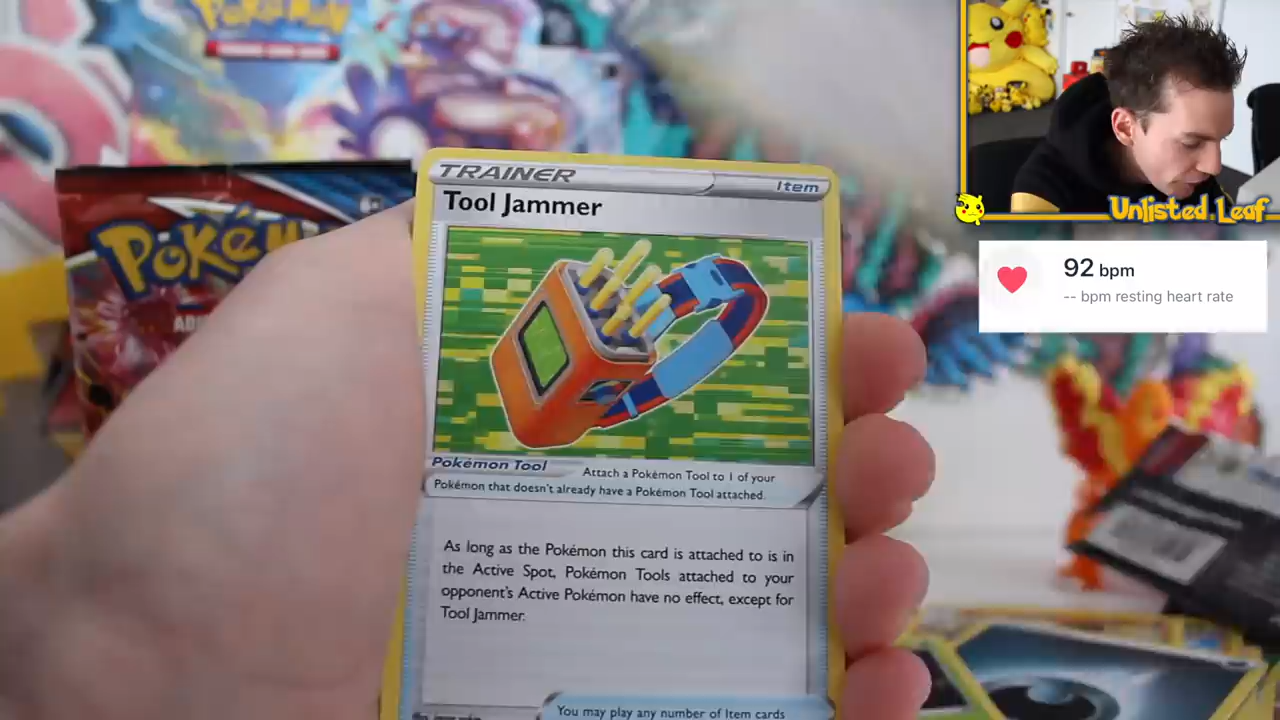 Pokémon
TRAINER
Item
Tool Jammer
Pokém
AD
Pokémon Tool
Attach a Pokémon Tool to 1 of your
Pokémon that doesn't already have a Pokémon Tool attached.
As long as the Pokémon this card is attached to is in
the Active Spot, Pokémon Tools attached to your
opponent's Active Pokémon have no effect, except for
Tool Jammer.
You may play any number of Item cards
Unlisted Leaf
92 bpm
-- bpm resting heart rate